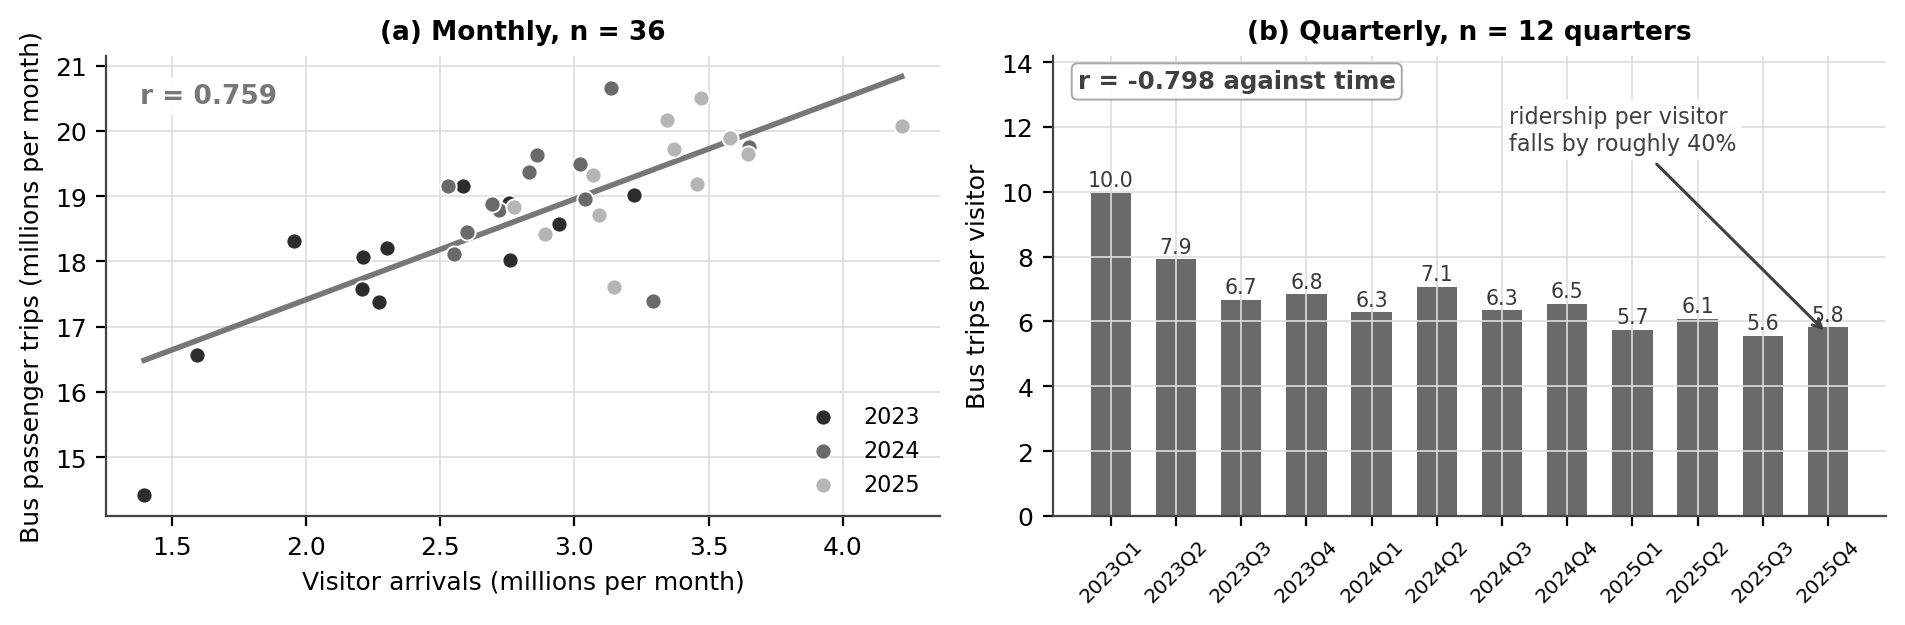 (a) Monthly, n = 36
r = 0.759
Bus passenger trips (millions per month)
21
20
19
18
17
16
15
2023
2024
2025
1.5 2.0 2.5 3.0 3.5 4.0
Visitor arrivals (millions per month)
(b) Quarterly, n = 12 quarters
r = -0.798 against time
ridership per visitor
falls by roughly 40%
Bus trips per visitor
14
12
10
8
6
4
2
0
10.0 7.9 6.7 6.8 6.3 7.1 6.3 6.5 5.7 6.1 5.6 5.8
2023Q1 2023Q2 2023Q3 2023Q4 2024Q1 2024Q2 2024Q3 2024Q4 2025Q1 2025Q2 2025Q3 2025Q4